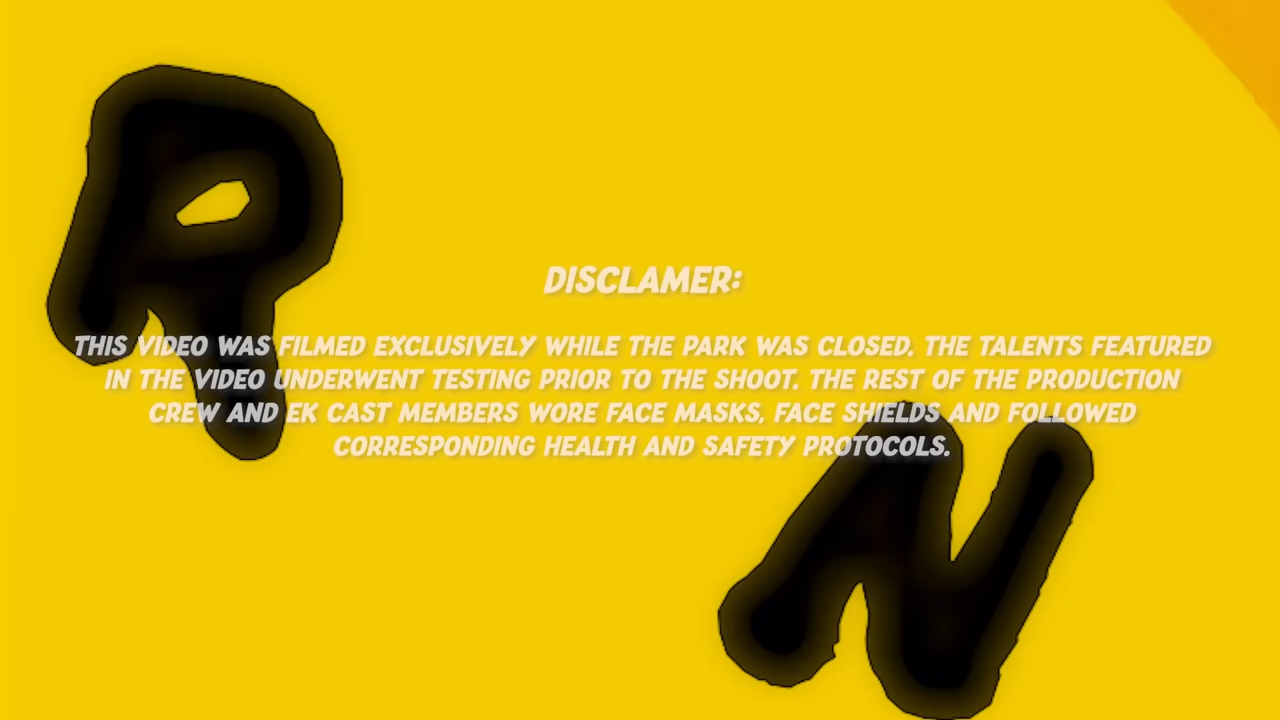 R
DISCLAMER:
THIS VIDEO WAS FILMED EXCLUSIVELY WHILE THE PARK WAS CLOSED. THE TALENTS FEATURED
IN THE VIDEO UNDERWENT TESTING PRIOR TO THE SHOOT. THE REST OF THE PRODUCTION
CREW AND EK CAST MEMBERS WORE FACE MASKS, FACE SHIELDS AND FOLLOWED
CORRESPONDING HEALTH AND SAFETY PROTOCOLS.
N